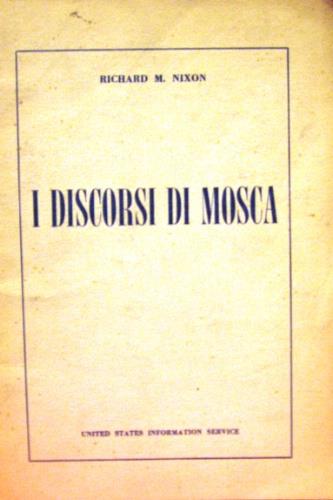 RICHARD M. NIXON
I DISCORSI DI MOSCA
UNITED STATES INFORMATION SERVICE